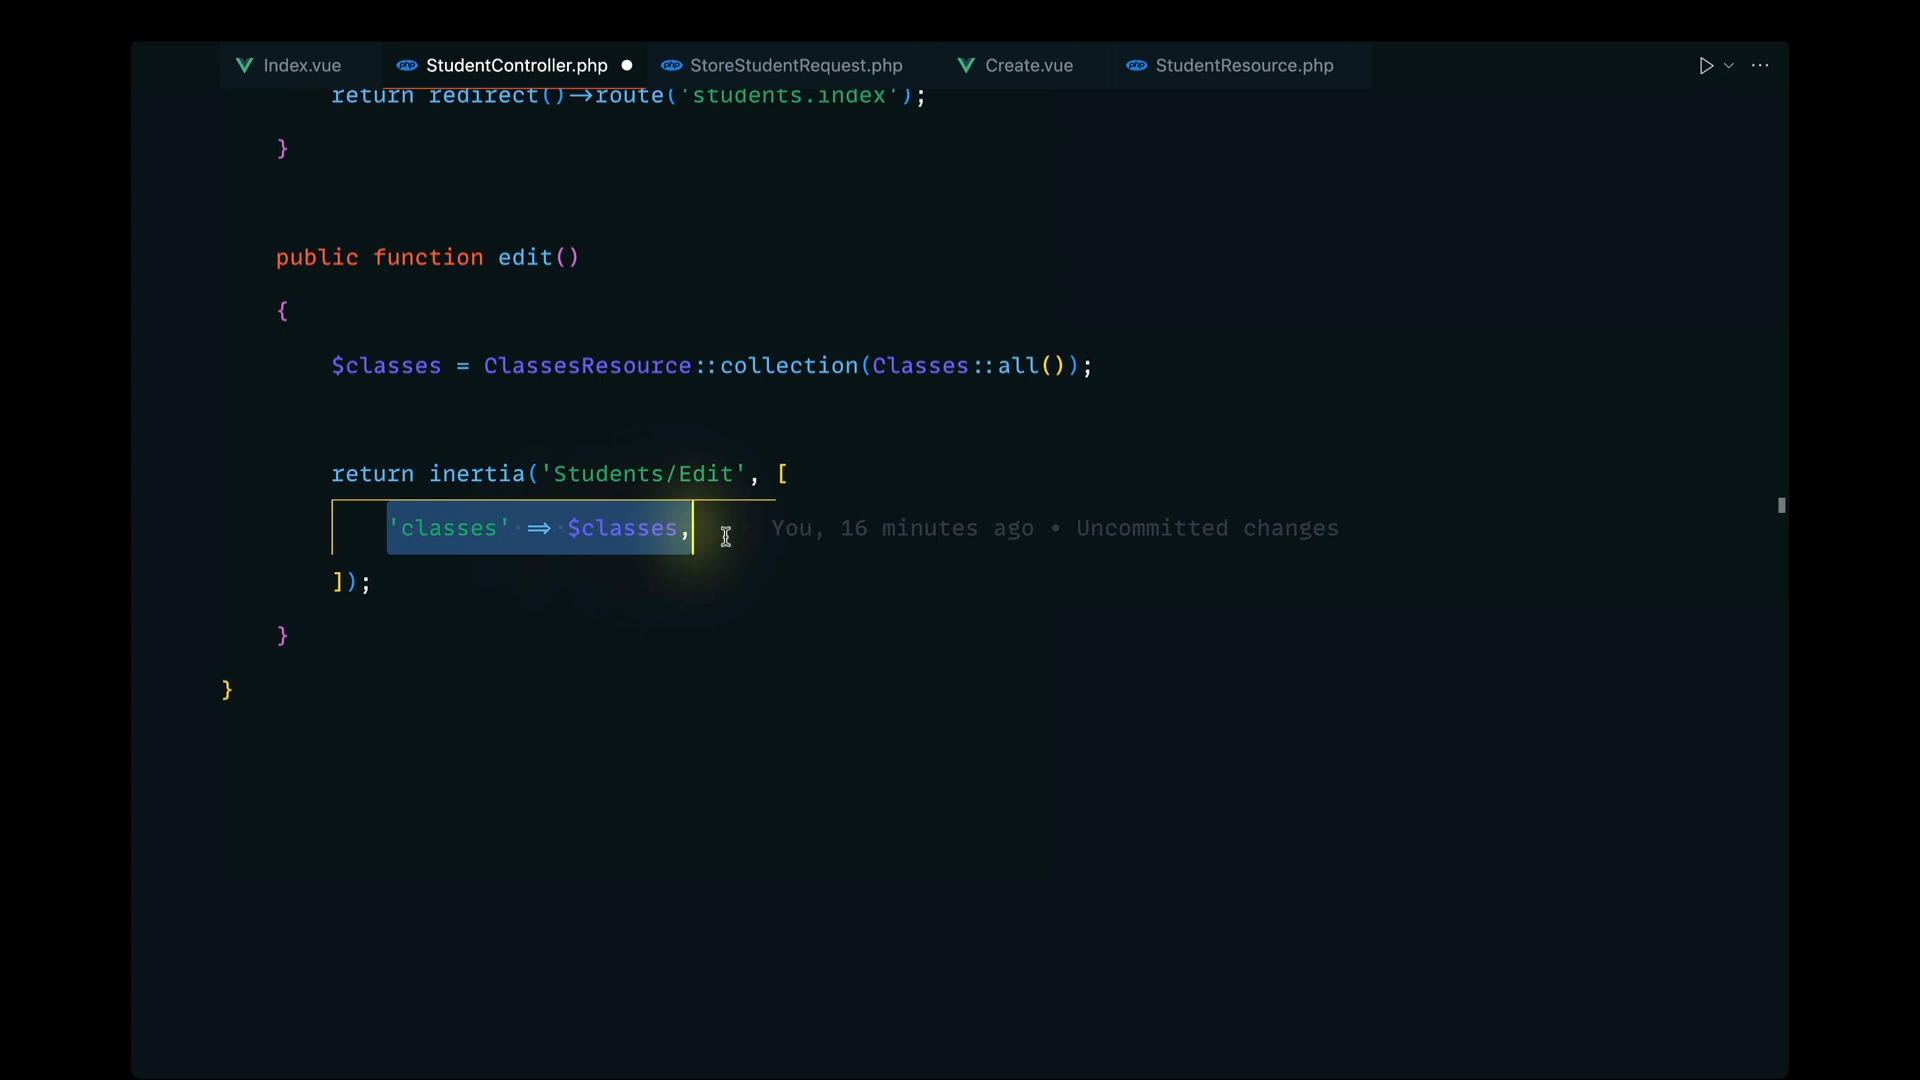 Index.vue
StudentController.php
StoreStudentRequest.php
Create.vue
StudentResource.php
return redirect()->route('students.index');
}
public function edit()
{
$classes = ClassesResource::collection(Classes::all());
return inertia('Students/Edit', [
'classes' => $classes, You, 16 minutes ago • Uncommitted changes
]);
}
}